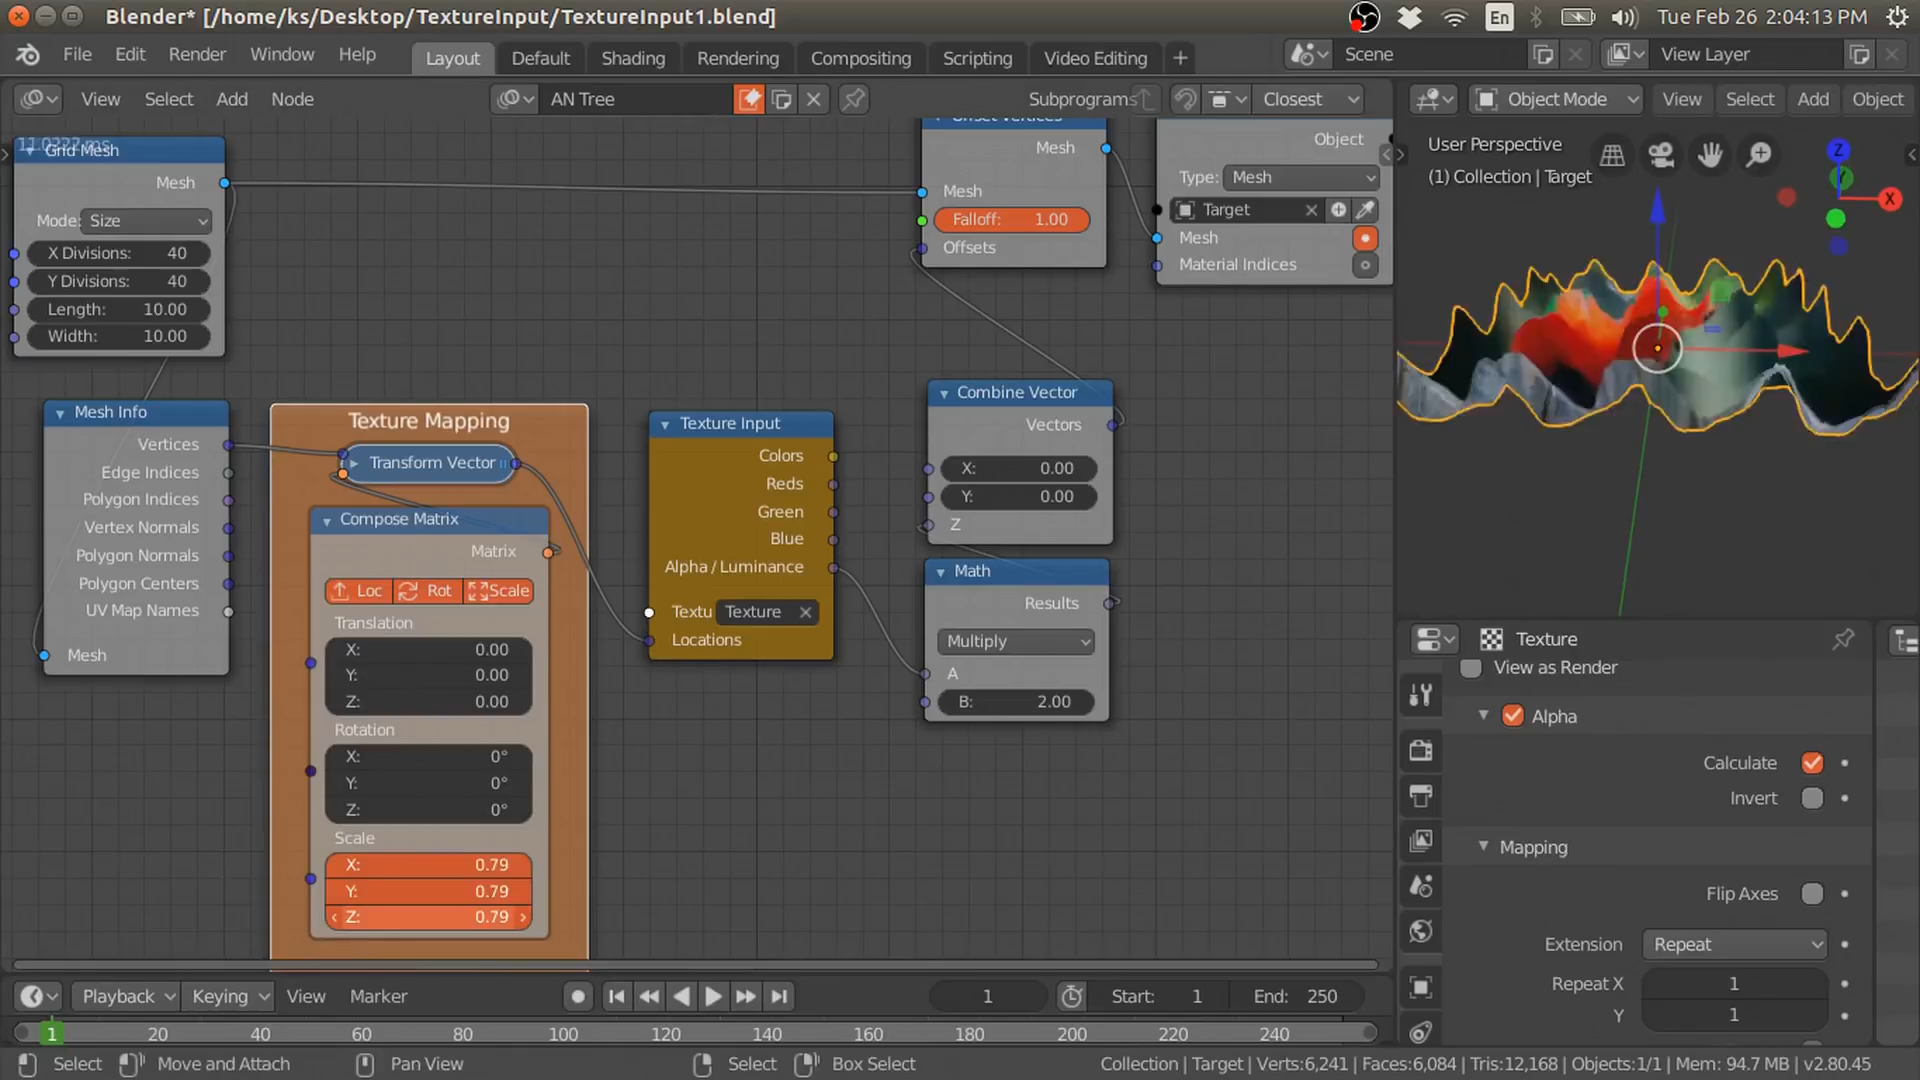 Blender* [/home/ks/Desktop/TextureInput/TextureInput1.blend]
En
Tue Feb 26 2:04:13 PM
File Edit Render Window Help
Layout Default Shading Rendering Compositing Scripting Video Editing +
Scene
View Layer
View Select Add Node
AN Tree
Subprograms
Closest
Object Mode
View Select Add Object
11.0222 ms
Grid Mesh
Mesh
Mode: Size
X Divisions: 40
Y Divisions: 40
Length: 10.00
Width: 10.00
Offset Vertices
Mesh
Mesh
Falloff: 1.00
Offsets
Object
Type: Mesh
Target
Mesh
Material Indices
User Perspective
(1) Collection | Target
Z
Y
X
Mesh Info
Vertices
Edge Indices
Polygon Indices
Vertex Normals
Polygon Normals
Polygon Centers
UV Map Names
Mesh
Texture Mapping
Transform Vector
Compose Matrix
Matrix
Loc Rot Scale
Translation
X: 0.00
Y: 0.00
Z: 0.00
Rotation
X: 0°
Y: 0°
Z: 0°
Scale
X: 0.79
Y: 0.79
Z: 0.79
Texture Input
Colors
Reds
Green
Blue
Alpha / Luminance
Textu Texture
Locations
Combine Vector
Vectors
X: 0.00
Y: 0.00
Z
Math
Results
Multiply
A
B: 2.00
Texture
View as Render
Alpha
Calculate
Invert
Mapping
Flip Axes
Extension Repeat
Repeat X 1
Y 1
Playback Keying View Marker
1
Start: 1
End: 250
1 20 40 60 80 100 120 140 160 180 200 220 240
Select Move and Attach Pan View Select Box Select
Collection | Target | Verts:6,241 | Faces:6,084 | Tris:12,168 | Objects:1/1 | Mem: 94.7 MB | v2.80.45